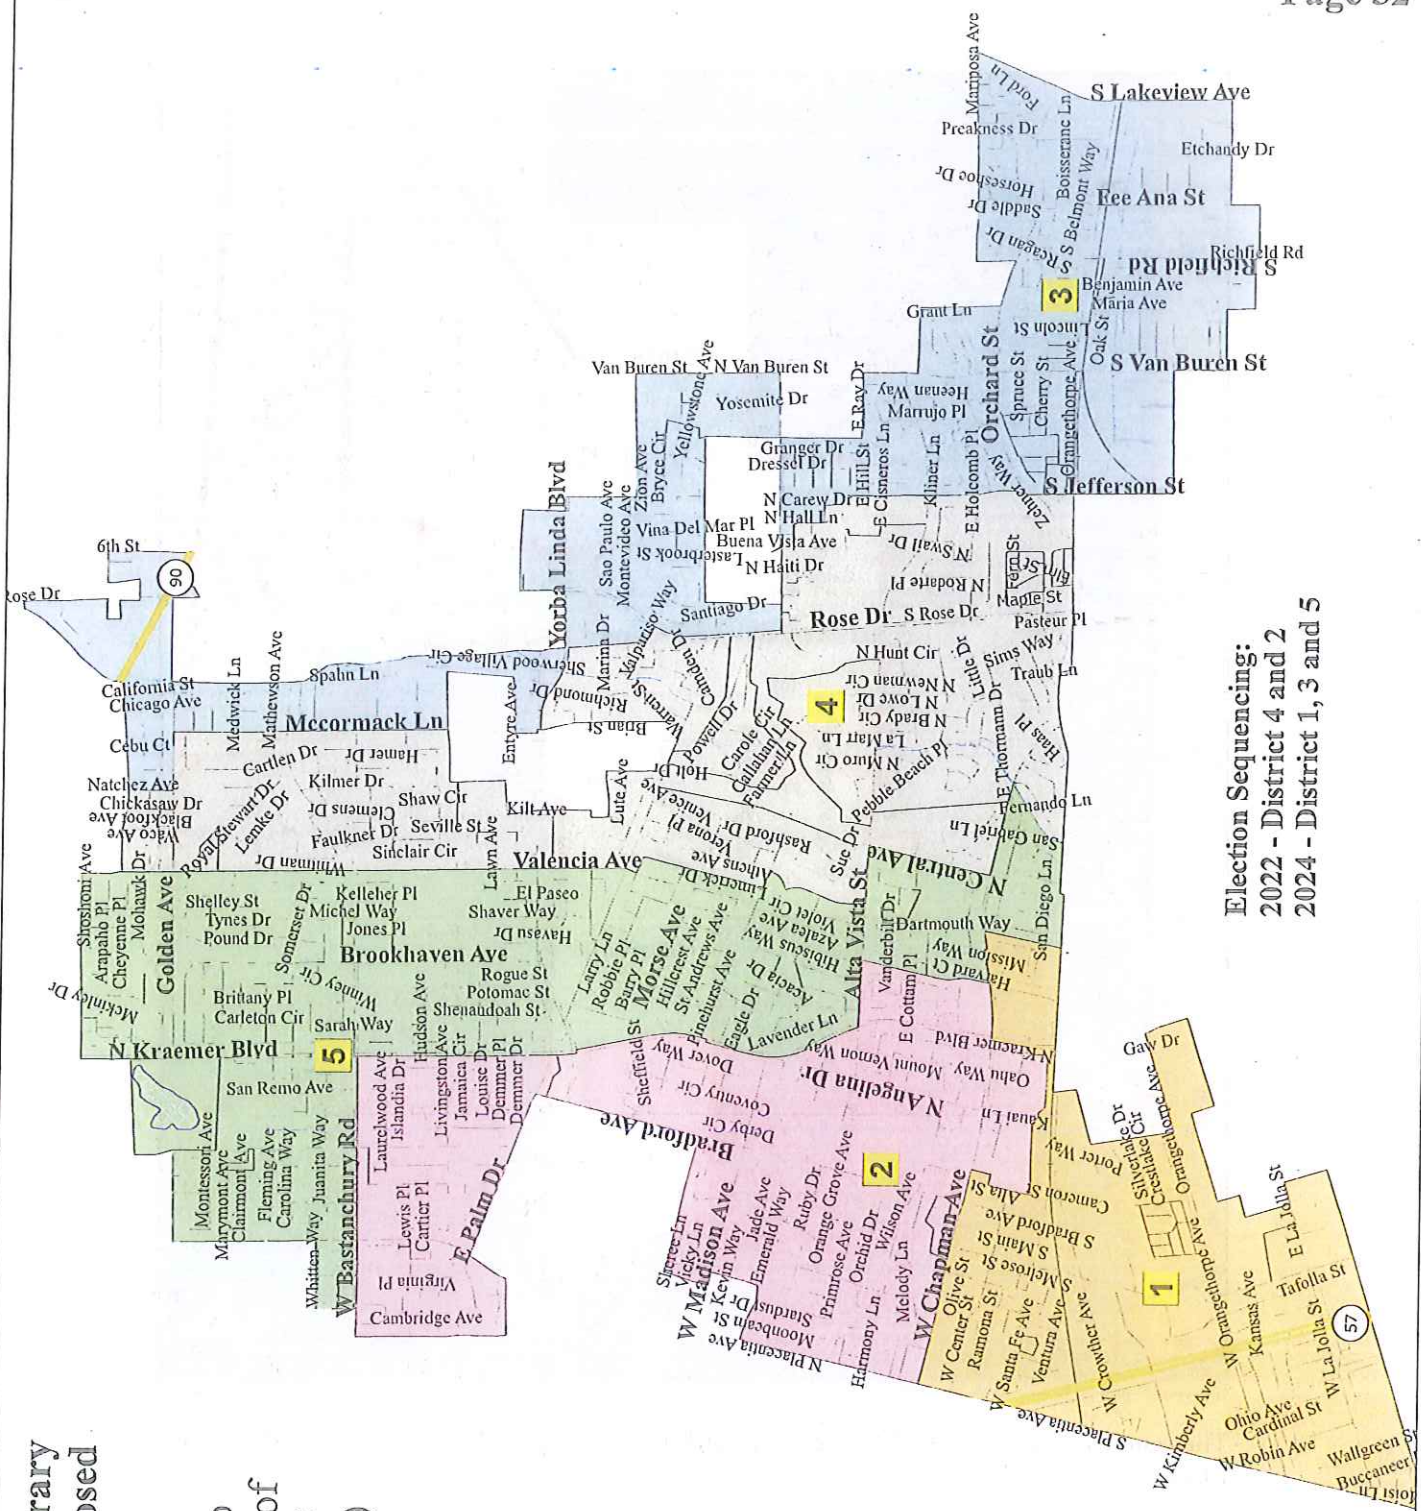 Page 32
rary
osed
of
Mariposa Ave
Ford Ln
S Lakeview Ave
Preakness Dr
Boisseranc Ln
Etchandy Dr
Horseshoe Dr
S Belmont Way
Saddle Dr
Fee Ana St
S Reagan Dr
Richfield Rd
S Richfield Rd
3
Benjamin Ave
Maria Ave
Grant Ln
Lincoln St
Oak St
Van Buren St
N Van Buren St
S Van Buren St
Yellowstone Ave
Yosemite Dr
E Ray Dr
Heenan Way
Marrujo Pl
Orchard St
Spruce St
Cherry St
Orangethorpe Ave
Granger Dr
Dressel Dr
Zion Ave
Bryce Cir
E Hill St
E Cisneros Ln
Kliner Ln
E Holcomb Pl
Zehner Way
S Jefferson St
Yorba Linda Blvd
Sao Paulo Ave
Montevideo Ave
N Carew Dr
N Hall Ln
Vina Del Mar Pl
Buena Vista Ave
Easterbrook St
N Haiti Dr
N Swail Dr
N Rodarte Pl
Fern St
Elm St
Maple St
6th St
90
Rose Dr
Santiago Dr
Rose Dr
S Rose Dr
Pasteur Pl
Valpariso Way
Marina Dr
Camden Dr
N Hunt Cir
Little Dr
Sims Way
Traub Ln
Sherwood Village Cir
Spahn Ln
California St
Chicago Ave
Medwick Ln
Mathewson Ave
Mccormack Ln
Richmond Dr
Warren St
Brian St
Powell Dr
Carole Cir
Callahan Ln
Farmer Ln
4
N Newman Cir
N Lowe Dr
N Brady Cir
La Marr Ln
N Muro Cir
E Thormann Dr
Haas Pl
Cebu Ct
Entyre Ave
Cartlen Dr
Hamer Dr
Holt Dr
Pebble Beach Pl
Natchez Ave
Chickasaw Dr
Blackfoot Ave
Waco Ave
Kilmer Dr
Shaw Cir
Clemens Dr
Royal Stewart Dr
Lemke Dr
Faulkner Dr
Seville St
Sinclair Cir
Whitman Dr
Kilt Ave
Lute Ave
Venice Ave
Rashford Dr
Verona Pl
Athens Ave
Sue Dr
Fernando Ln
San Gabriel Ln
Shoshoni Ave
Lawn Ave
Valencia Ave
Limerick Dr
Central Ave
N
San Diego Ln
Arapaho Pl
Cheyenne Pl
Mohawk Dr
Golden Ave
Shelley St
Tynes Dr
Pound Dr
Somerset Dr
Kelleher Pl
Michel Way
Jones Pl
El Paseo
Shaver Way
Havasu Dr
Brookhaven Ave
Larry Ln
Robbie Pl
Barry Pl
Morse Ave
Hillcrest Ave
St Andrews Ave
Pinehurst Ave
Limerick Cir
Violet Cir
Azalea Ave
Hibiscus Way
Acacia Dr
Eagle Dr
Lavender Ln
Alta Vista St
Vanderbilt Dr
Dartmouth Way
Mission Way
Harvard Ct
E Cottam Pl
Mckinley Dr
Brittany Pl
Carleton Cir
Winney Cir
Sarah Way
Hudson Ave
Rogue St
Potomac St
Shenandoah St
N Kraemer Blvd
5
Sheffield St
Dover Way
Mount Vernon Way
N Kraemer Blvd
Oahu Way
Gaw Dr
San Remo Ave
Laurelwood Ave
Islandia Dr
Livingston Ave
Jamaica Cir
Louise Dr
Demmer Pl
Demmer Dr
Coventry Cir
Derby Cir
N Angelina Dr
Kauai Ln
Bradford Ave
Silverlake Dr
Crestlake Cir
Orangethorpe Ave
Porter Way
Montessori Ave
Marymont Ave
Clairmont Ave
Fleming Ave
Carolina Way
Juanita Way
Whitten Way
W Bastanchury Rd
Lewis Pl
Cartier Pl
E Palm Dr
Virginia Pl
Cambridge Ave
Sheree Ln
Vicky Ln
W Madison Ave
Kevin Way
Jade Ave
Emerald Way
Ruby Dr
Orange Grove Ave
Primrose Ave
Orchid Dr
Wilson Ave
2
Melody Ln
Harmony Ln
Stardust Dr
Moonbeam St
N Placentia Ave
W Chapman Ave
Alta St
Cameron St
S Bradford Ave
S Main St
S Melrose St
Olive St
W Center St
Ramona St
W Santa Fe Ave
Ventura Ave
W Crowther Ave
S Placentia Ave
1
W Orangethorpe Ave
Kansas Ave
E La Jolla St
Tafolla St
W La Jolla St
57
W Kimberly Ave
Ohio Ave
Cardinal St
W Robin Ave
Wallgreen St
Buccaneer
Election Sequencing:
2022 - District 4 and 2
2024 - District 1, 3 and 5